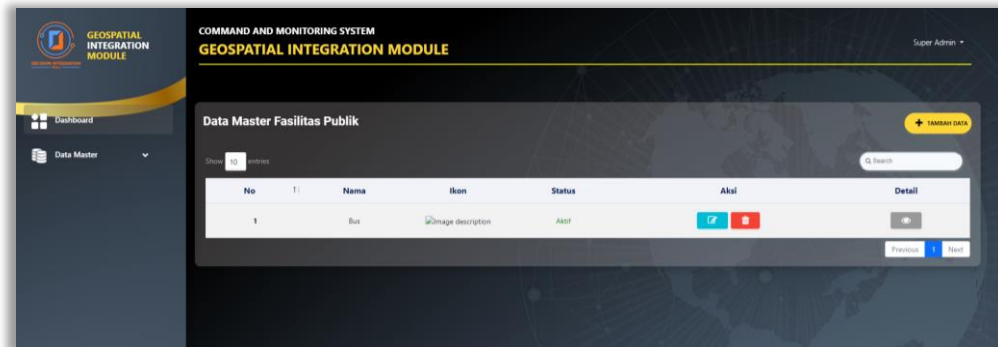 GEOSPATIAL
INTEGRATION
MODULE
COMMAND AND MONITORING SYSTEM
GEOSPATIAL INTEGRATION MODULE
Super Admin
Dashboard
Data Master
Data Master Fasilitas Publik
+ TAMBAH DATA
Show 10 entries
Search
No Nama Ikon Status Aksi Detail
1 Bus Image description Aktif
Previous 1 Next